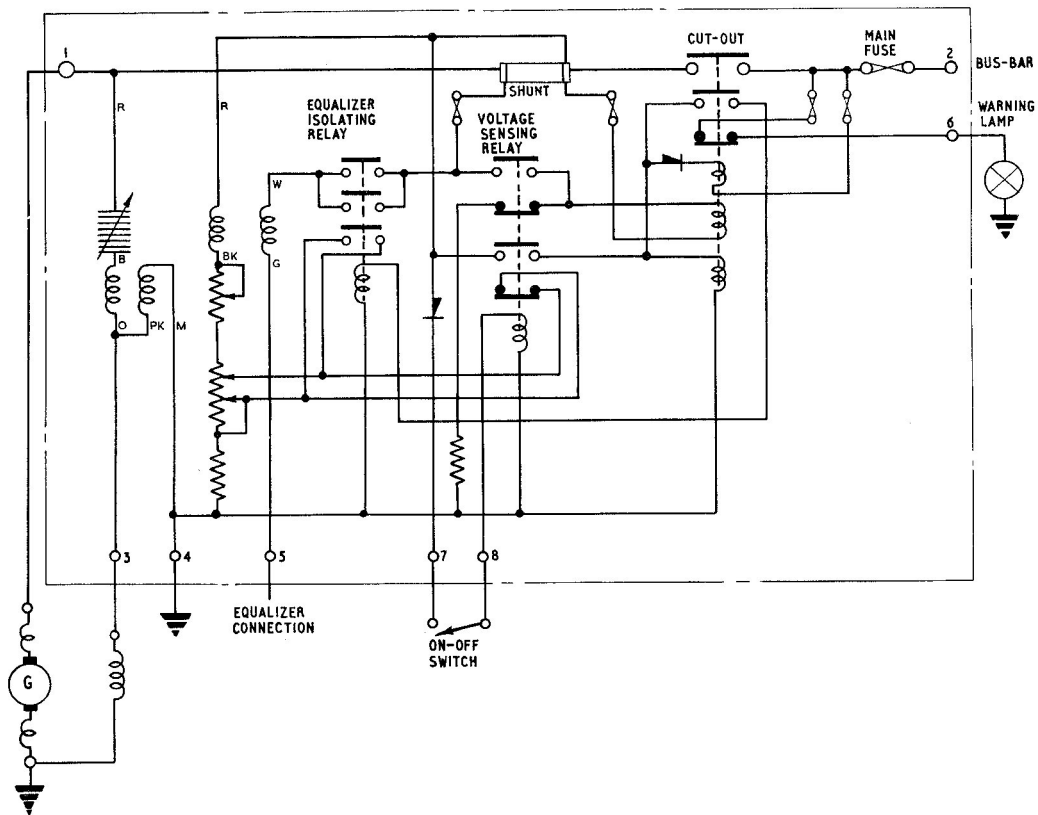 1
CUT-OUT
MAIN
FUSE
2
BUS-BAR
SHUNT
R
R
EQUALIZER
ISOLATING
RELAY
VOLTAGE
SENSING
RELAY
6
WARNING
LAMP
W
B
BK
G
O
PK
M
3
4
5
7
8
EQUALIZER
CONNECTION
ON-OFF
SWITCH
G